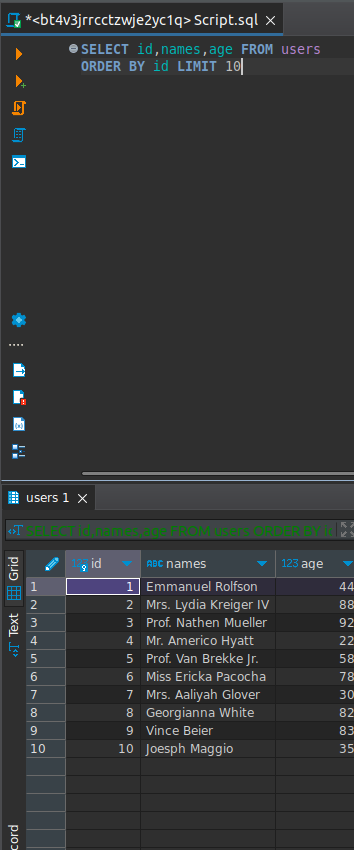 *<bt4v3jrrcctzwje2yc1q> Script.sql
SELECT id,names,age FROM users
ORDER BY id LIMIT 10
users 1
SELECT id,names,age FROM users ORDER BY id
Grid
Text
cord
id ABC names 123 age
1 1 Emmanuel Rolfson 44
2 2 Mrs. Lydia Kreiger IV 88
3 3 Prof. Nathen Mueller 92
4 4 Mr. Americo Hyatt 22
5 5 Prof. Van Brekke Jr. 58
6 6 Miss Ericka Pacocha 78
7 7 Mrs. Aaliyah Glover 30
8 8 Georgianna White 82
9 9 Vince Beier 83
10 10 Joesph Maggio 35